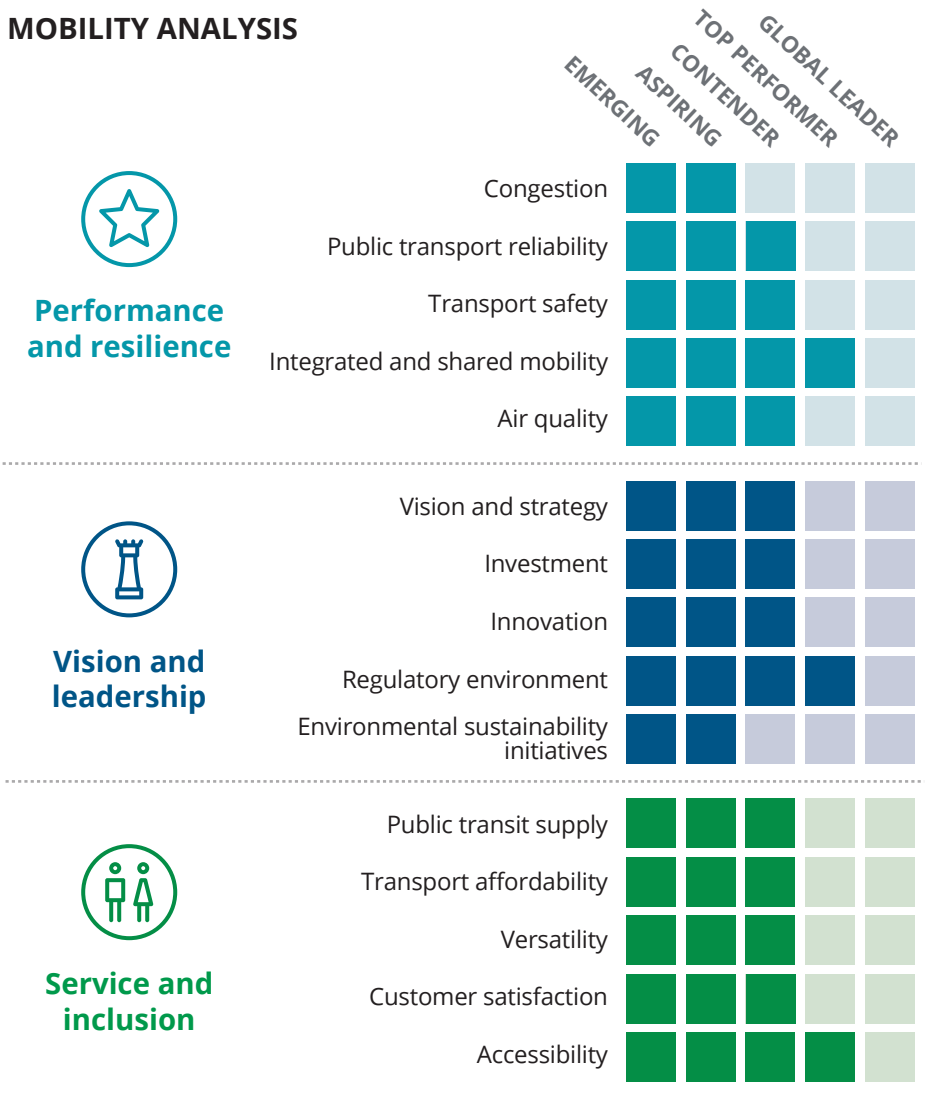 MOBILITY ANALYSIS
EMERGING
ASPIRING
CONTENDER
TOP PERFORMER
GLOBAL LEADER
Performance
and resilience
Congestion
Public transport reliability
Transport safety
Integrated and shared mobility
Air quality
Vision and
leadership
Vision and strategy
Investment
Innovation
Regulatory environment
Environmental sustainability
initiatives
Service and
inclusion
Public transit supply
Transport affordability
Versatility
Customer satisfaction
Accessibility